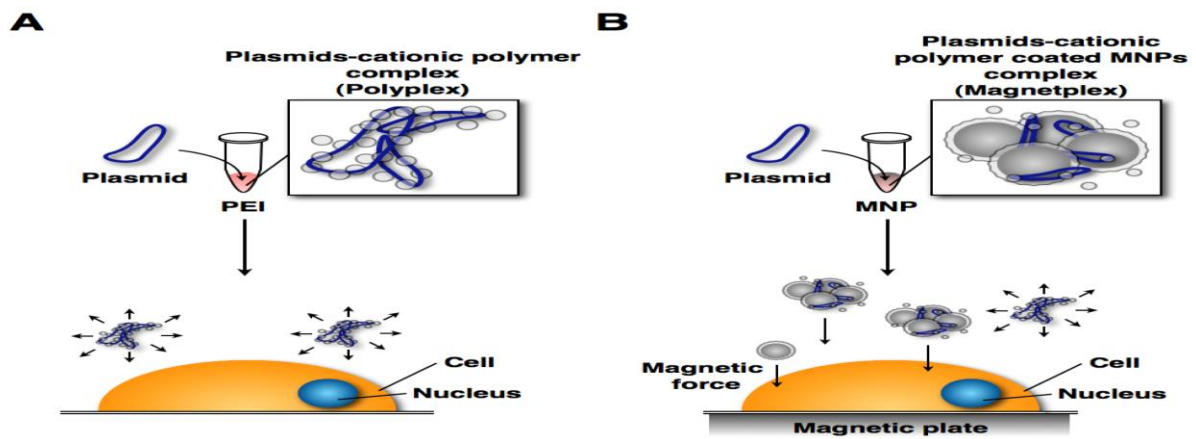 A
Plasmids-cationic polymer
complex
(Polyplex)
Plasmid
PEI
Cell
Nucleus
B
Plasmids-cationic
polymer coated MNPs
complex
(Magnetplex)
Plasmid
MNP
Magnetic
force
Cell
Nucleus
Magnetic plate